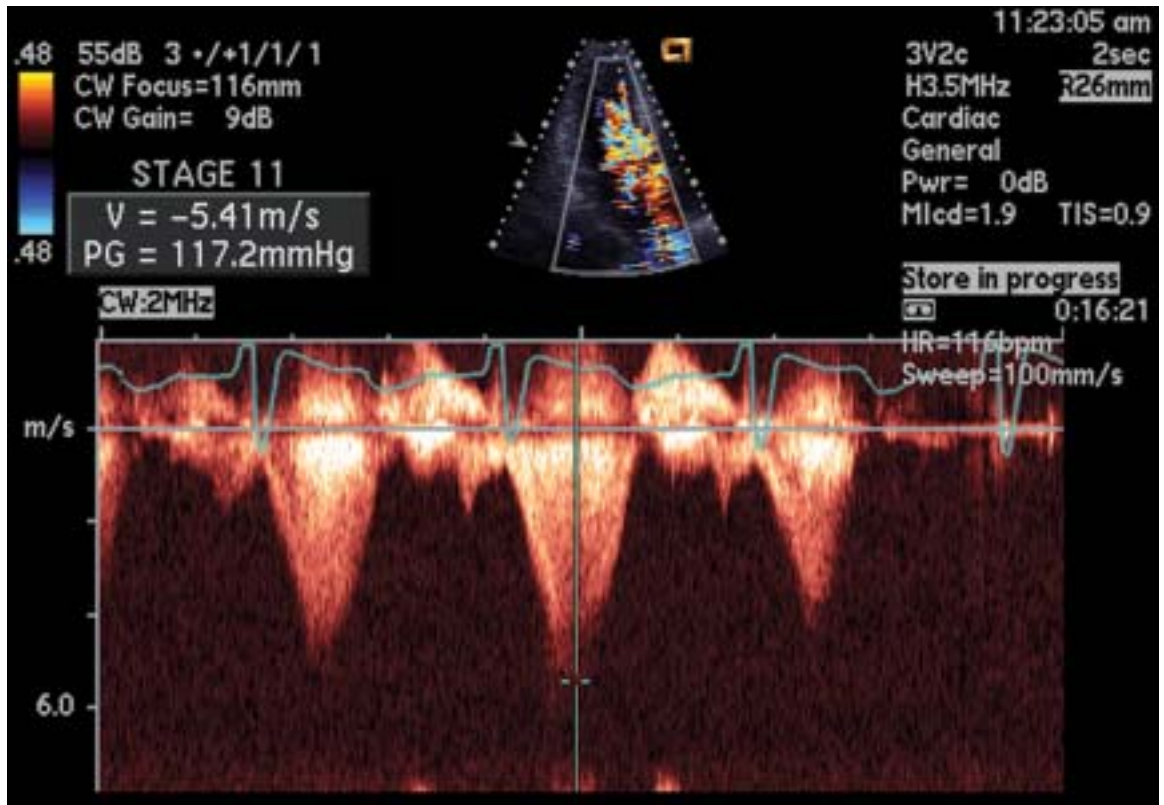 11:23:05 am
.48 55dB 3 •/+1/1/ 1
CW Focus=116mm
CW Gain= 9dB
3V2c 2sec
H3.5MHz R26mm
Cardiac
General
Pwr= 0dB
MIcd=1.9 TIS=0.9
STAGE 11
V = -5.41m/s
PG = 117.2mmHg
.48
Store in progress
0:16:21
CW:2MHz
HR=116bpm
Sweep=100mm/s
m/s
6.0